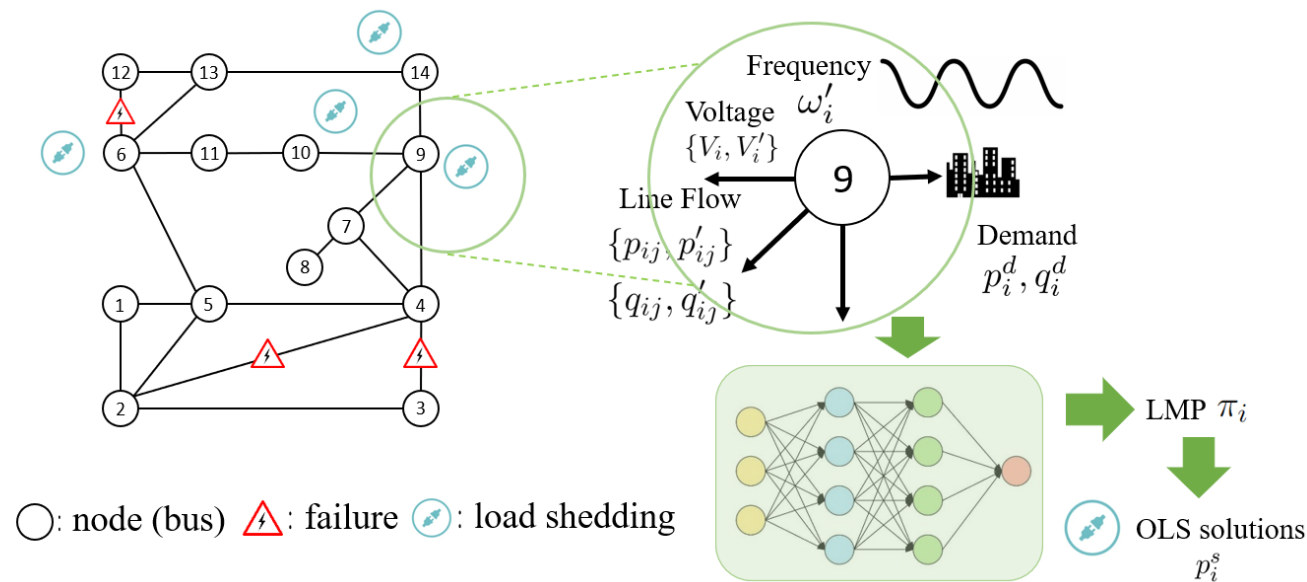 12 13 14
6 11 10 9
7
8
1 5 4
2 3
Frequency
ω′ᵢ
Voltage
{Vᵢ, Vᵢ′}
9
Line Flow
{pᵢⱼ, p′ᵢⱼ}
{qᵢⱼ, q′ᵢⱼ}
Demand
pᵢᵈ, qᵢᵈ
LMP πᵢ
OLS solutions
pᵢˢ
: node (bus) : failure : load shedding